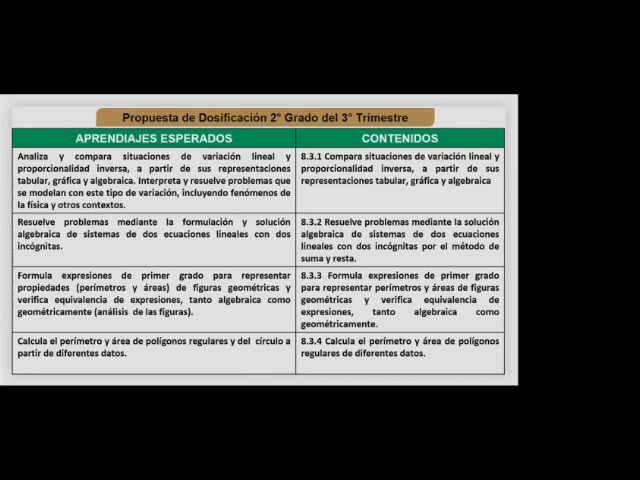 Propuesta de Dosificación 2° Grado del 3° Trimestre
APRENDIAJES ESPERADOS
CONTENIDOS
Analiza y compara situaciones de variación lineal y
proporcionalidad inversa, a partir de sus representaciones
tabular, gráfica y algebraica. Interpreta y resuelve problemas que
se modelan con este tipo de variación, incluyendo fenómenos de
la física y otros contextos.
8.3.1 Compara situaciones de variación lineal y
proporcionalidad inversa, a partir de sus
representaciones tabular, gráfica y algebraica
Resuelve problemas mediante la formulación y solución
algebraica de sistemas de dos ecuaciones lineales con dos
incógnitas.
8.3.2 Resuelve problemas mediante la solución
algebraica de sistemas de dos ecuaciones
lineales con dos incógnitas por el método de
suma y resta.
Formula expresiones de primer grado para representar
propiedades (perímetros y áreas) de figuras geométricas y
verifica equivalencia de expresiones, tanto algebraica como
geométricamente (análisis de las figuras).
8.3.3 Formula expresiones de primer grado
para representar perímetros y áreas de figuras
geométricas y verifica equivalencia de
expresiones, tanto algebraica como
geométricamente.
Calcula el perímetro y área de polígonos regulares y del círculo a
partir de diferentes datos.
8.3.4 Calcula el perímetro y área de polígonos
regulares de diferentes datos.